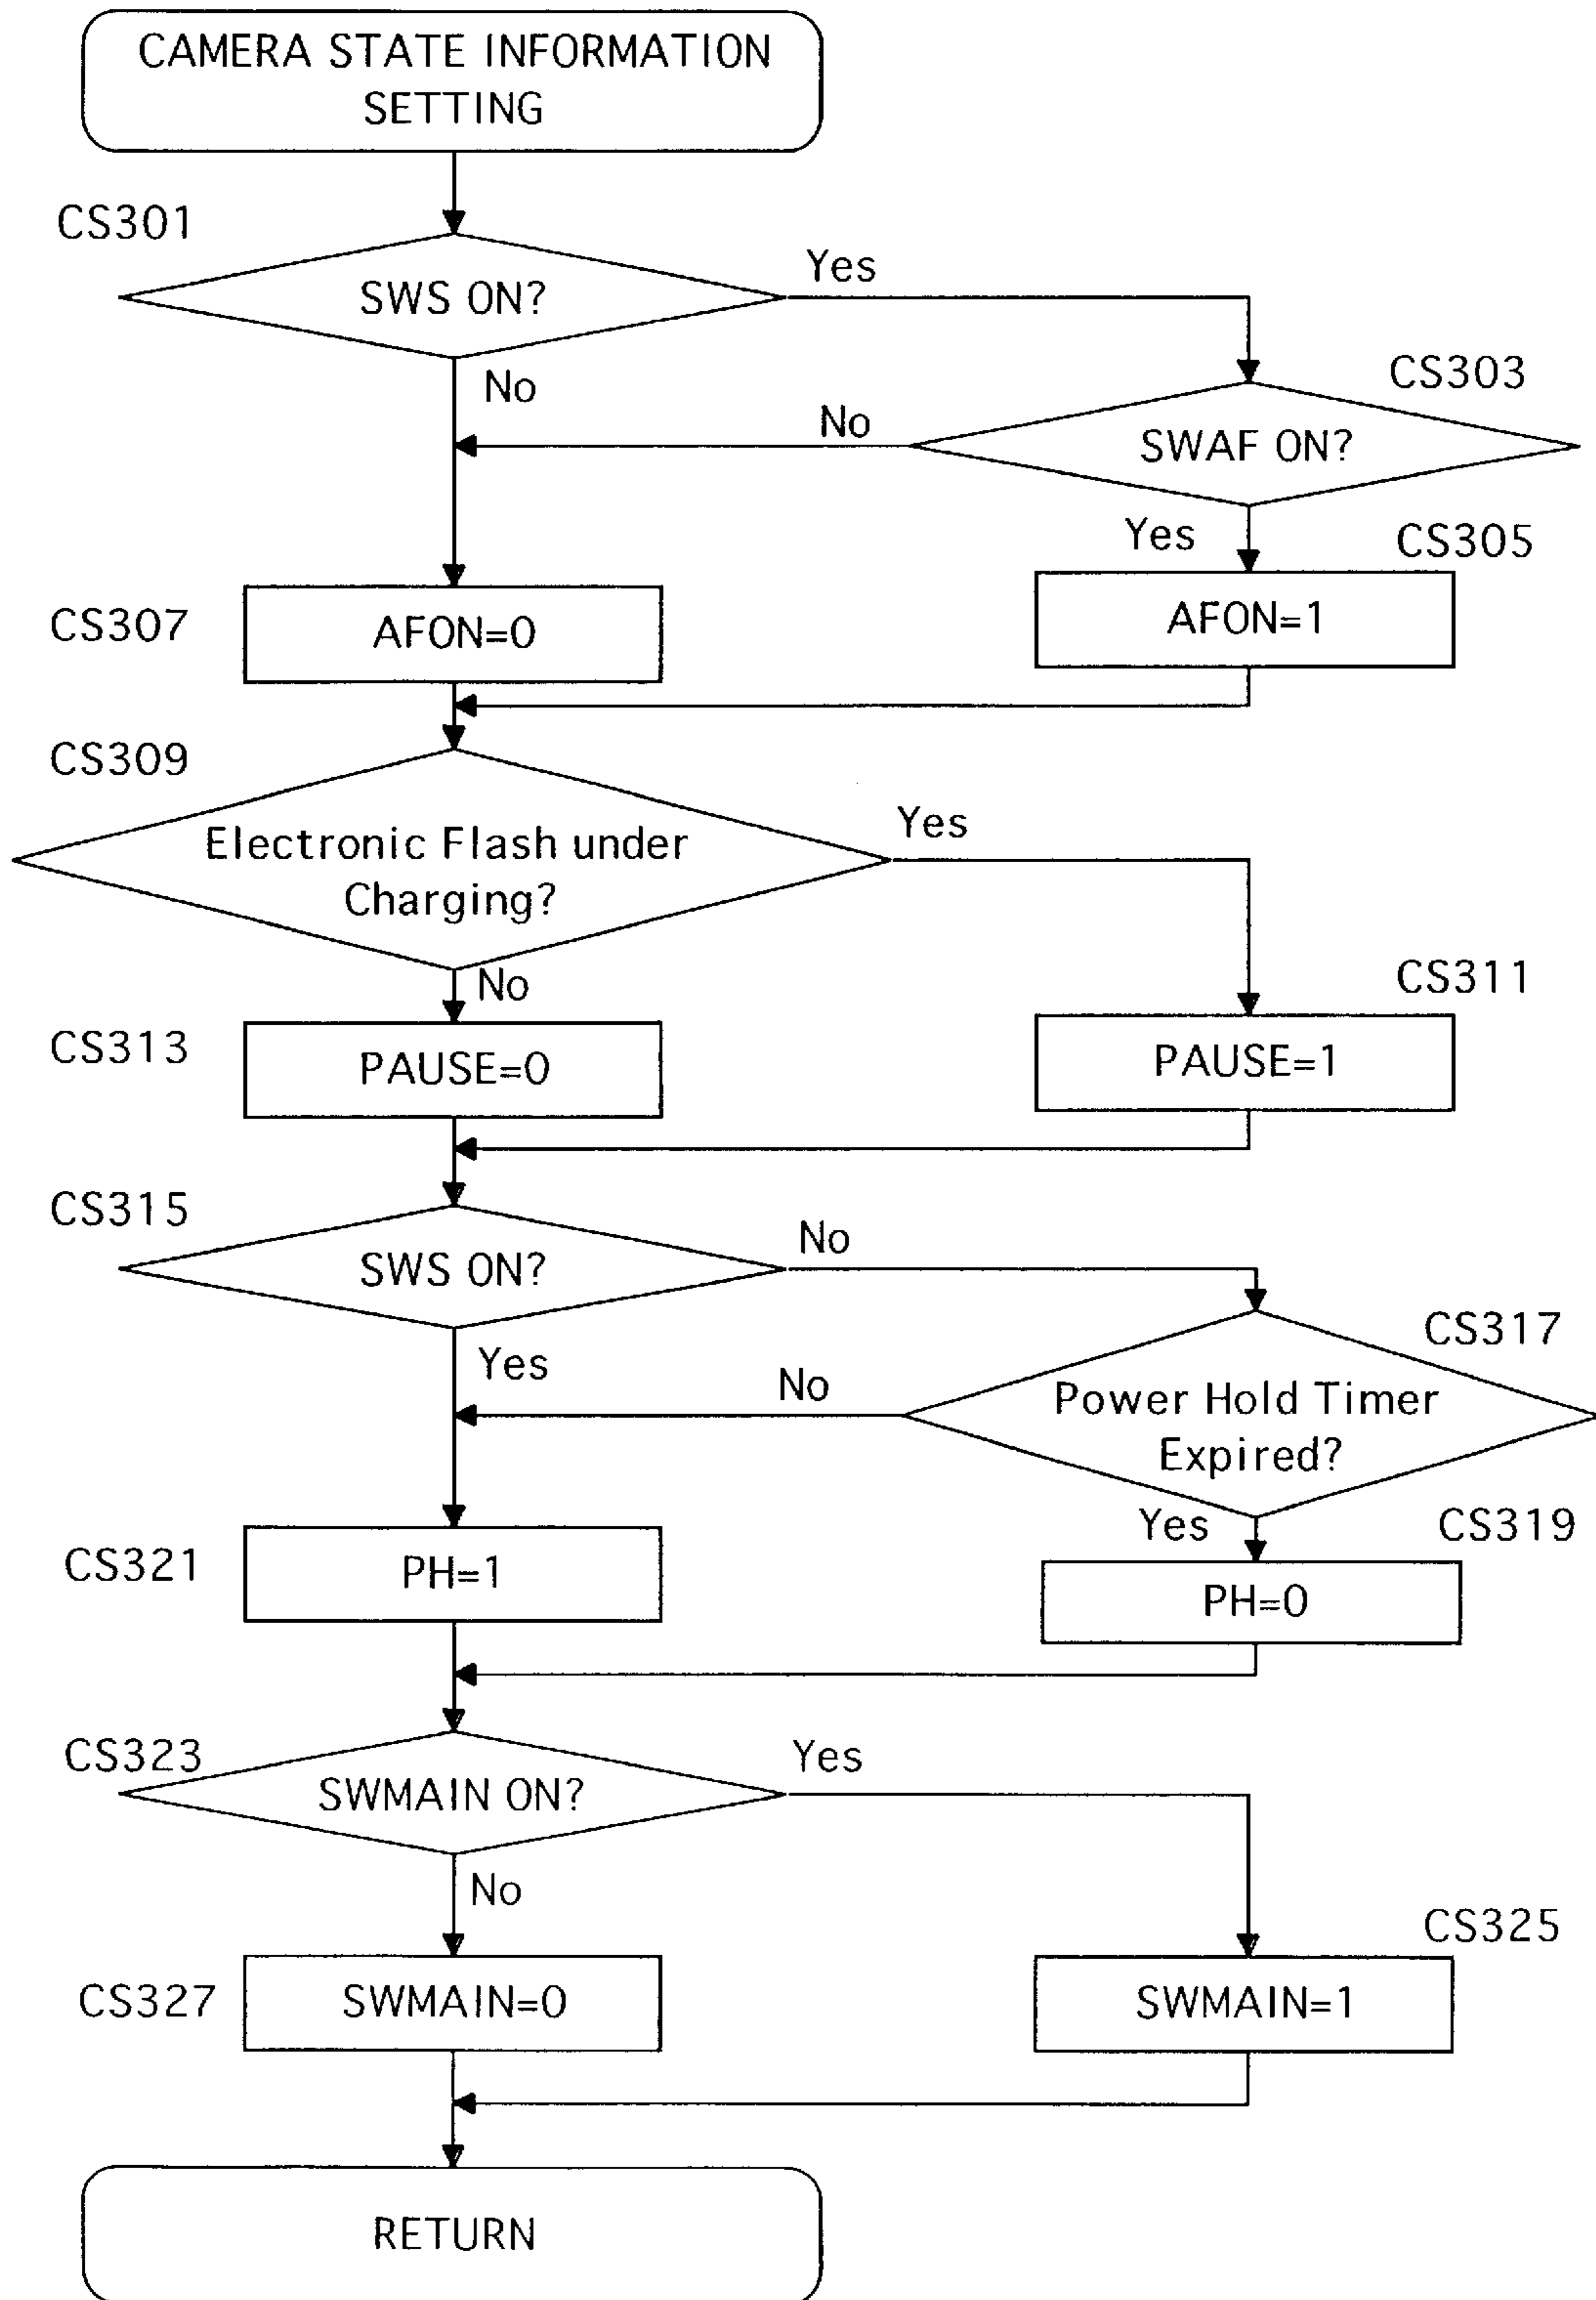 CAMERA STATE INFORMATION
SETTING
CS301
SWS ON?
Yes
No
CS303
SWAF ON?
No
Yes
CS305
AFON=1
CS307
AFON=0
CS309
Electronic Flash under
Charging?
Yes
No
CS311
PAUSE=1
CS313
PAUSE=0
CS315
SWS ON?
No
Yes
CS317
Power Hold Timer
Expired?
No
Yes
CS319
PH=0
CS321
PH=1
CS323
SWMAIN ON?
Yes
No
CS325
SWMAIN=1
CS327
SWMAIN=0
RETURN